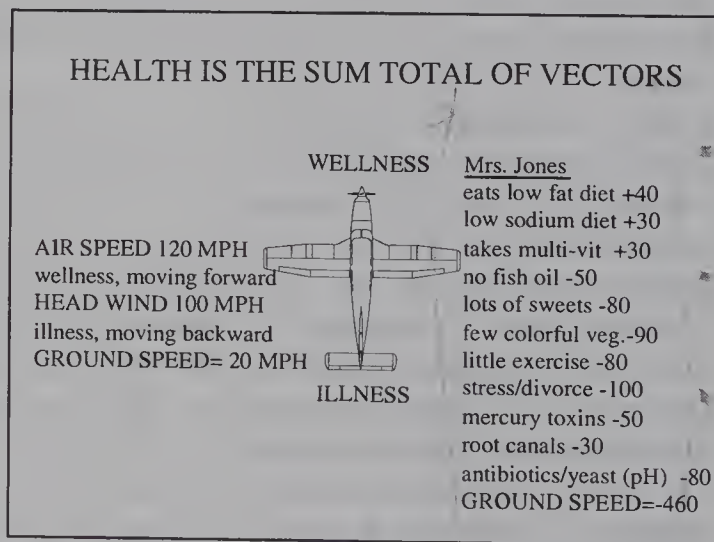 HEALTH IS THE SUM TOTAL OF VECTORS
WELLNESS
AIR SPEED 120 MPH
wellness, moving forward
HEAD WIND 100 MPH
illness, moving backward
GROUND SPEED= 20 MPH
ILLNESS
Mrs. Jones
eats low fat diet +40
low sodium diet +30
takes multi-vit +30
no fish oil -50
lots of sweets -80
few colorful veg.-90
little exercise -80
stress/divorce -100
mercury toxins -50
root canals -30
antibiotics/yeast (pH) -80
GROUND SPEED=-460